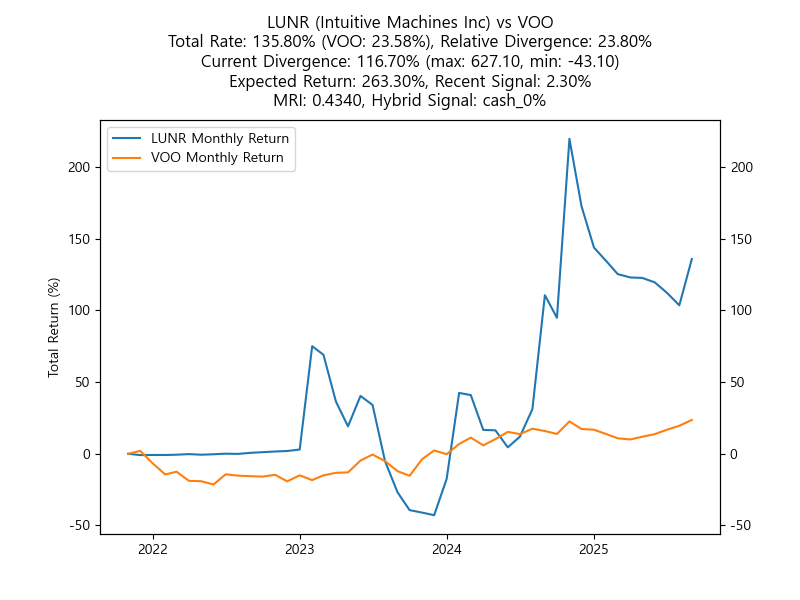 LUNR (Intuitive Machines Inc) vs VOO
Total Rate: 135.80% (VOO: 23.58%), Relative Divergence: 23.80%
Current Divergence: 116.70% (max: 627.10, min: -43.10)
Expected Return: 263.30%, Recent Signal: 2.30%
MRI: 0.4340, Hybrid Signal: cash_0%
LUNR Monthly Return
VOO Monthly Return
200
150
100
50
0
-50
Total Return (%)
200
150
100
50
0
-50
2022
2023
2024
2025